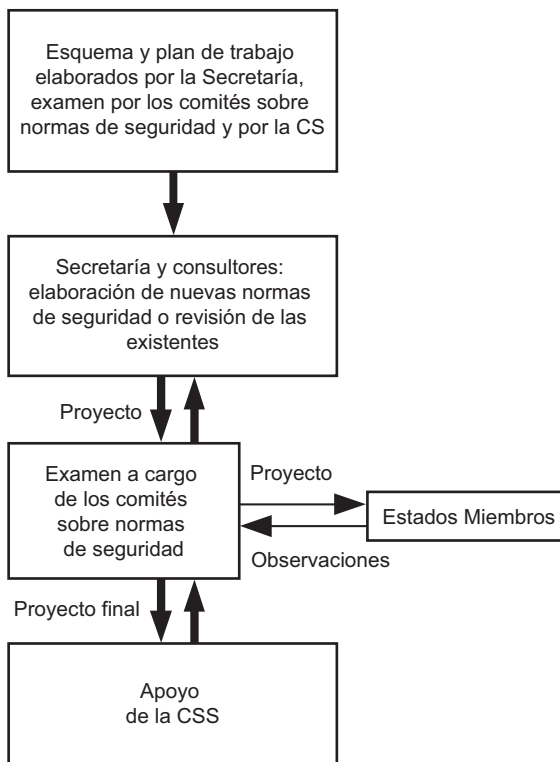 Esquema y plan de trabajo
elaborados por la Secretaría,
examen por los comités sobre
normas de seguridad y por la CS
Secretaría y consultores:
elaboración de nuevas normas
de seguridad o revisión de las
existentes
Proyecto
Examen a cargo
de los comités
sobre normas
de seguridad
Proyecto
Estados Miembros
Observaciones
Proyecto final
Apoyo
de la CSS